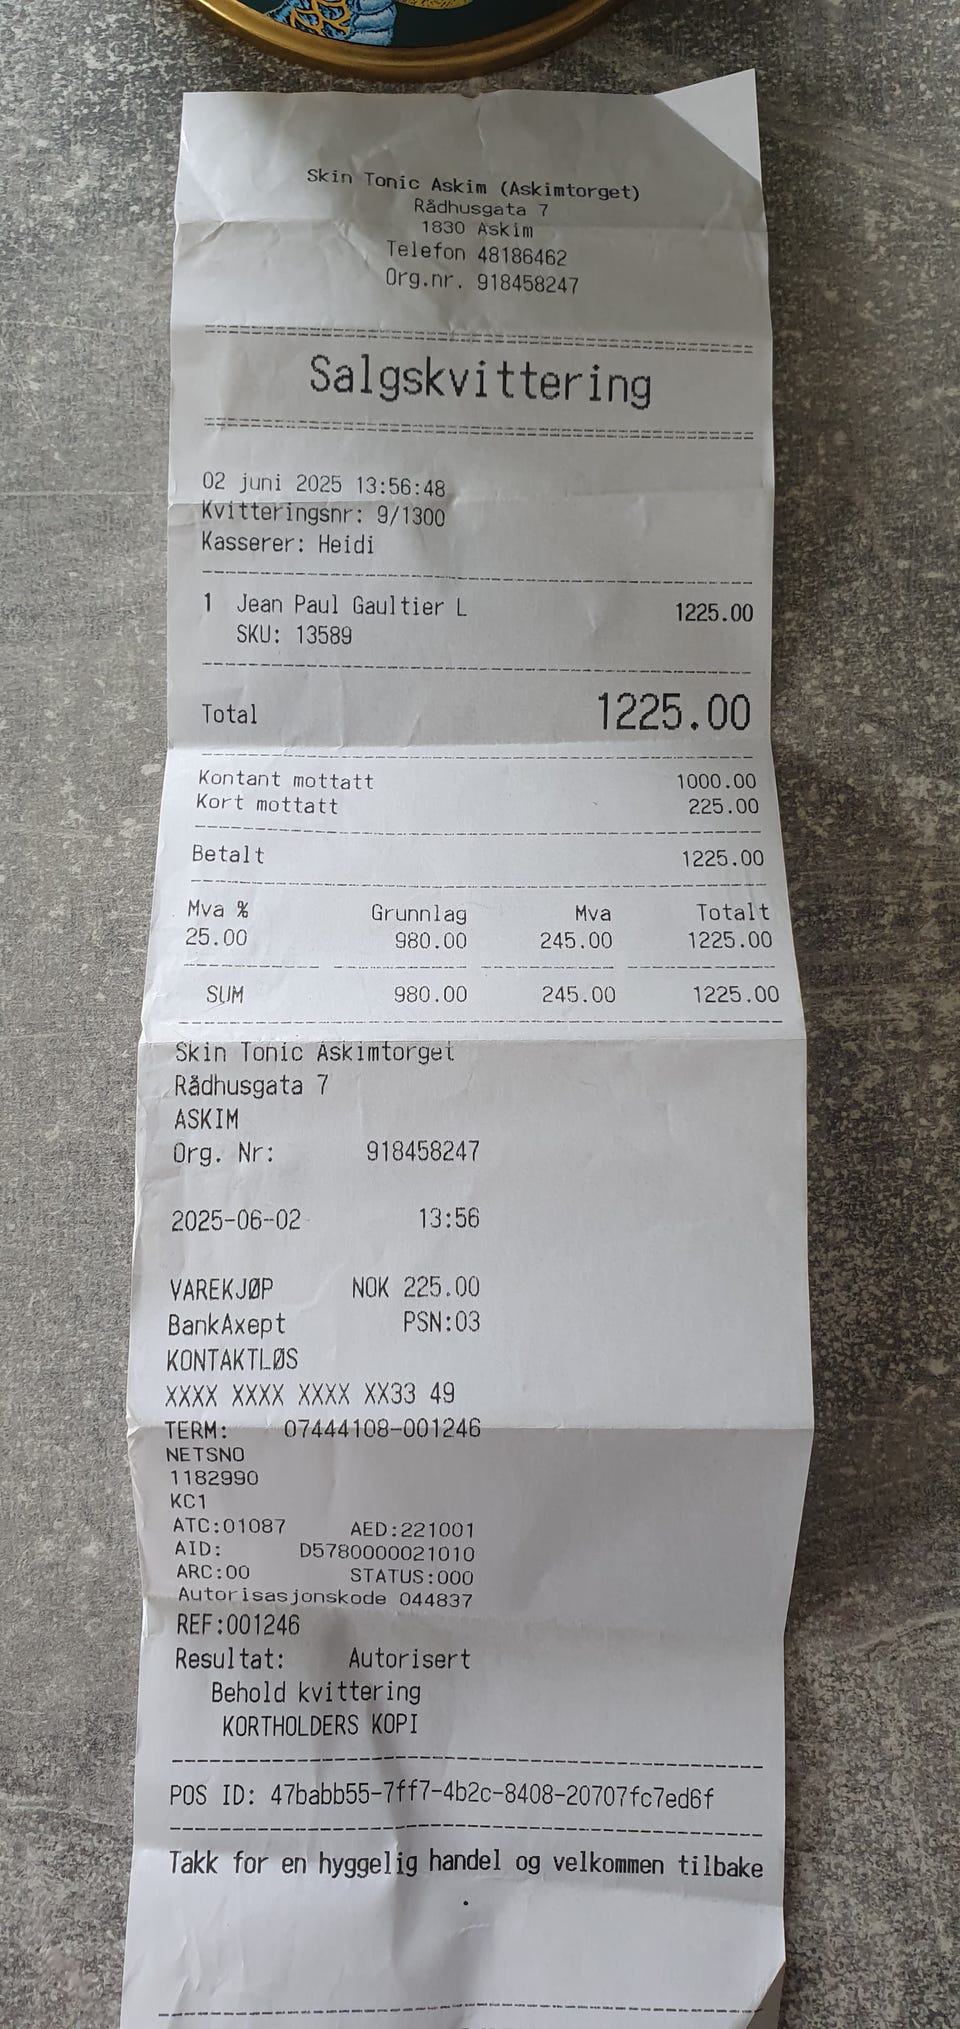 Skin Tonic Askim (Askimtorget)
Rådhusgata 7
1830 Askim
Telefon 48186462
Org.nr. 918458247
Salgskvittering
02 juni 2025 13:56:48
Kvitteringsnr: 9/1300
Kasserer: Heidi
1 Jean Paul Gaultier L 1225.00
SKU: 13589
Total 1225.00
Kontant mottatt 1000.00
Kort mottatt 225.00
Betalt 1225.00
Mva % Grunnlag Mva Totalt
25.00 980.00 245.00 1225.00
SUM 980.00 245.00 1225.00
Skin Tonic Askimtorget
Rådhusgata 7
ASKIM
Org. Nr: 918458247
2025-06-02 13:56
VAREKJØP NOK 225.00
BankAxept PSN:03
KONTAKTLØS
XXXX XXXX XXXX XX33 49
TERM: 07444108-001246
NETSNO
1182990
KC1
ATC:01087 AED:221001
AID: D5780000021010
ARC:00 STATUS:000
Autorisasjonskode 044837
REF:001246
Resultat: Autorisert
Behold kvittering
KORTHOLDERS KOPI
POS ID: 47babb55-7ff7-4b2c-8408-20707fc7ed6f
Takk for en hyggelig handel og velkommen tilbake
.